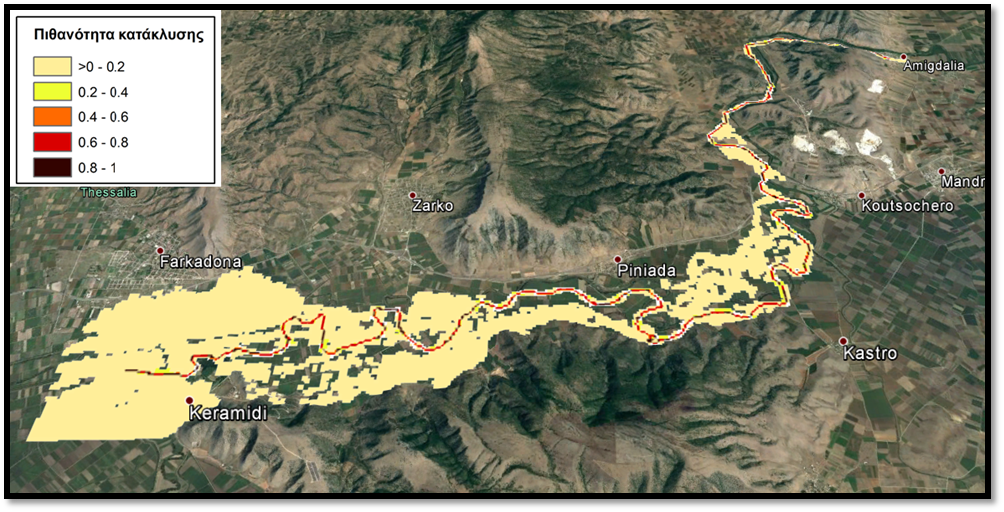 Πιθανότητα κατάκλυσης
>0 - 0.2
0.2 - 0.4
0.4 - 0.6
0.6 - 0.8
0.8 - 1
Thessalia
Amigdalia
Mandr
Zarko
Koutsochero
Farkadona
Piniada
Kastro
Keramidi